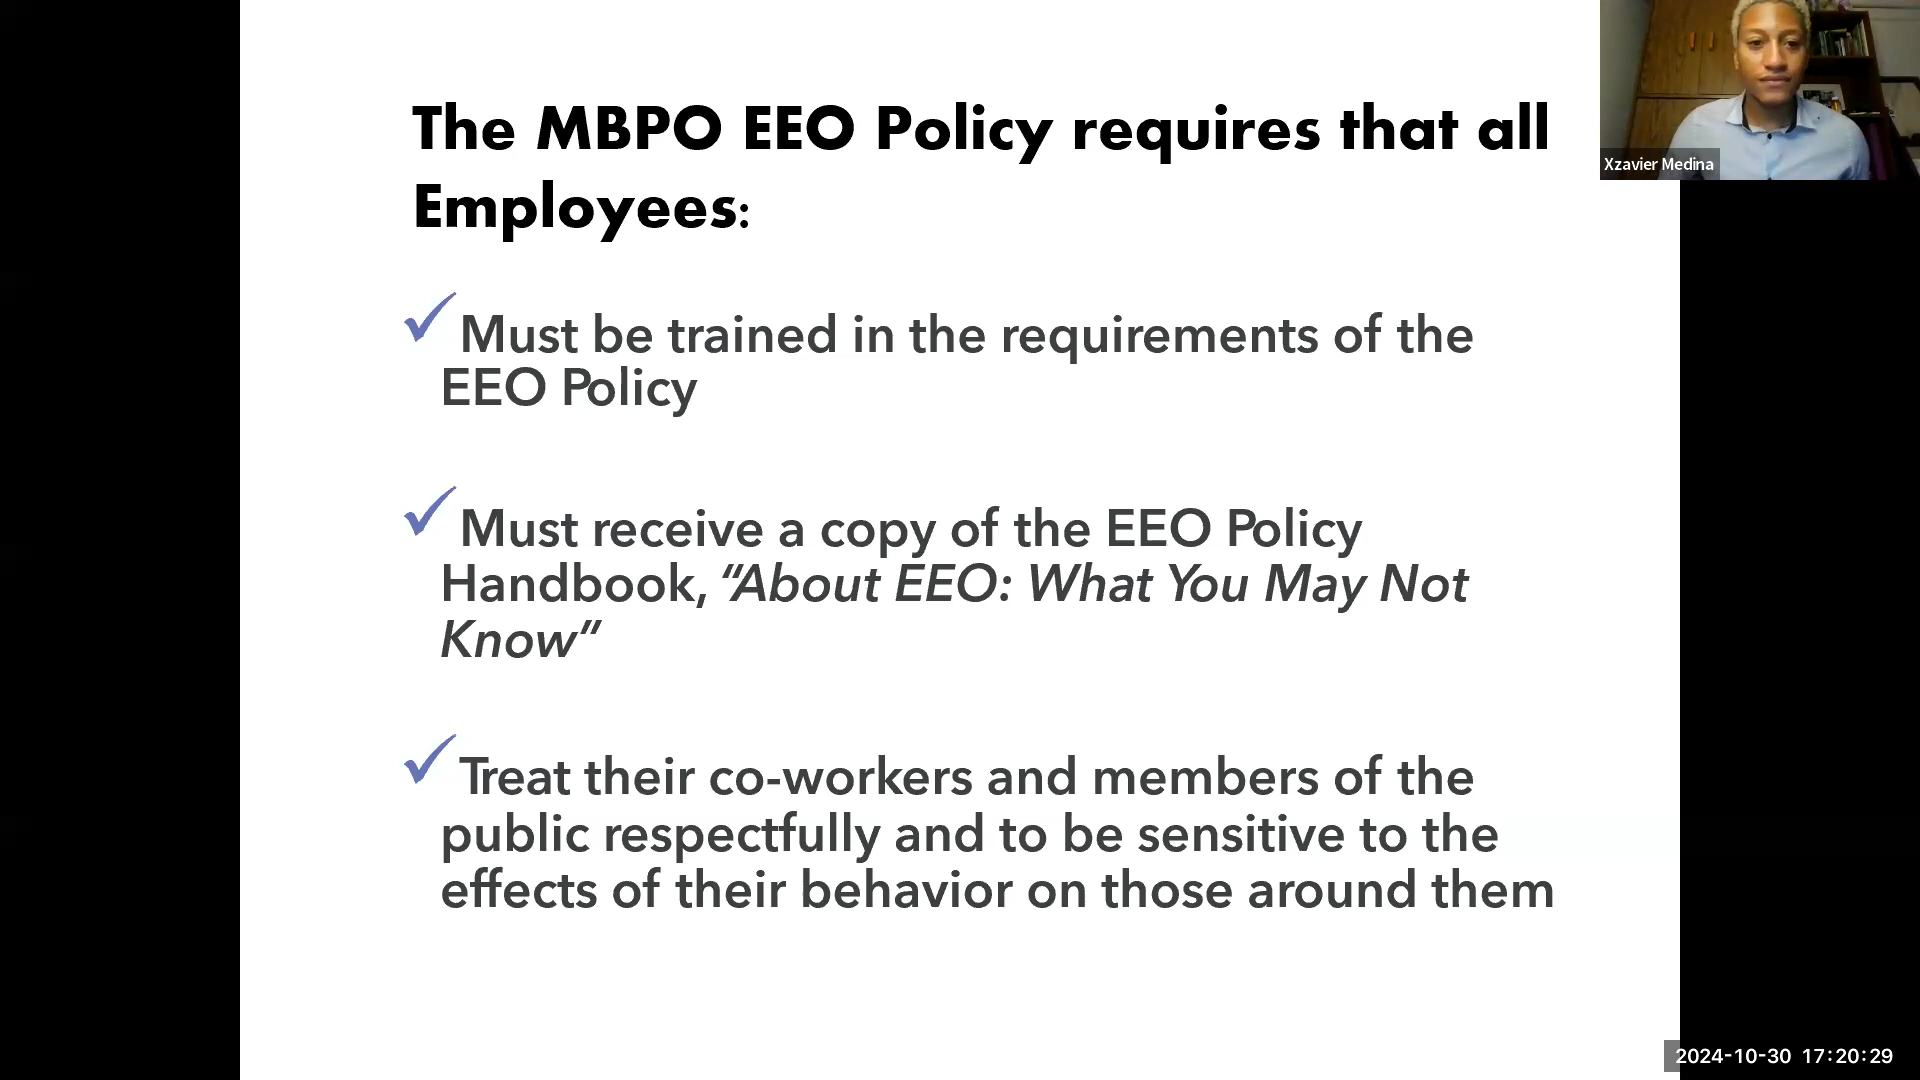 The MBPO EEO Policy requires that all
Employees:
Xzavier Medina
✓Must be trained in the requirements of the
EEO Policy
✓Must receive a copy of the EEO Policy
Handbook, “About EEO: What You May Not
Know”
✓Treat their co-workers and members of the
public respectfully and to be sensitive to the
effects of their behavior on those around them
2024-10-30 17:20:29